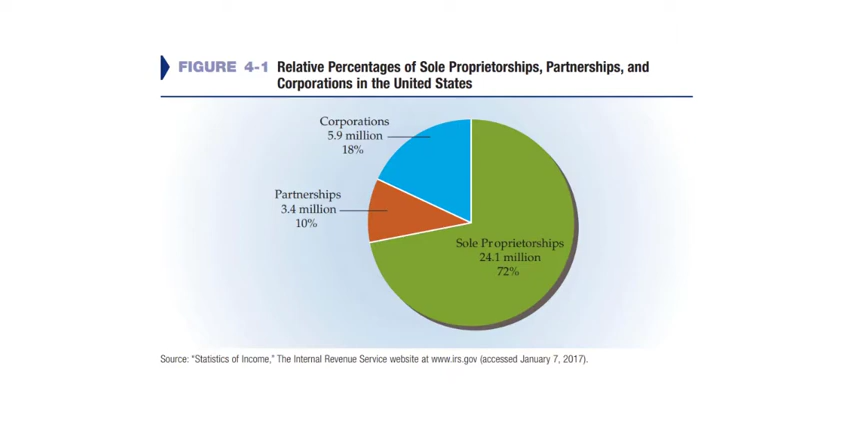 FIGURE 4-1 Relative Percentages of Sole Proprietorships, Partnerships, and
Corporations in the United States
Corporations
5.9 million
18%
Partnerships
3.4 million
10%
Sole Proprietorships
24.1 million
72%
Source: "Statistics of Income," The Internal Revenue Service website at www.irs.gov (accessed January 7, 2017).